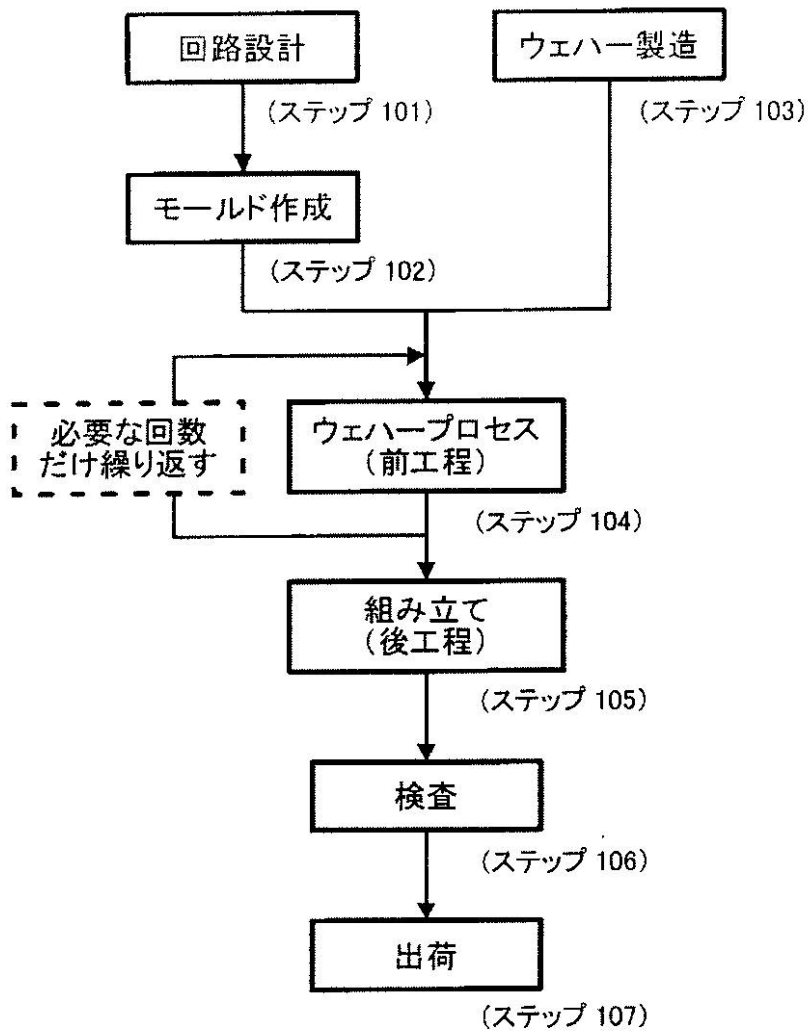 回路設計
ウェハー製造
(ステップ 101)
(ステップ 103)
モールド作成
(ステップ 102)
必要な回数
だけ繰り返す
ウェハープロセス
(前工程)
(ステップ 104)
組み立て
(後工程)
(ステップ 105)
検査
(ステップ 106)
出荷
(ステップ 107)